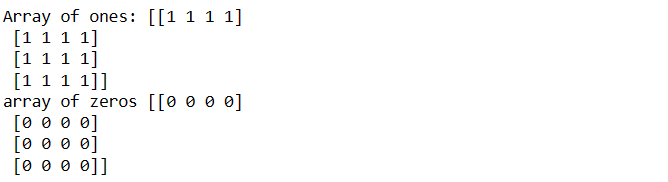 Array of ones: [[1 1 1 1]
 [1 1 1 1]
 [1 1 1 1]
 [1 1 1 1]]
array of zeros [[0 0 0 0]
 [0 0 0 0]
 [0 0 0 0]
 [0 0 0 0]]